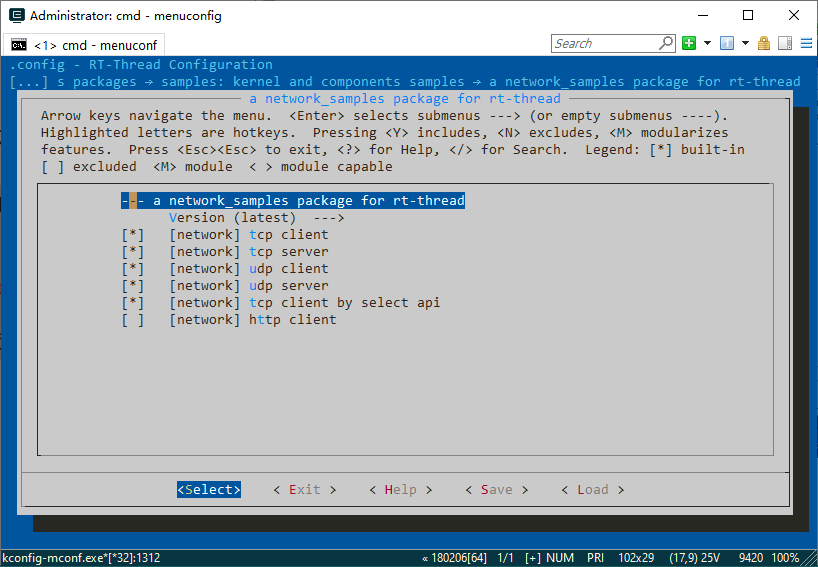 Administrator: cmd - menuconfig
<1> cmd - menuconf
Search
.config - RT-Thread Configuration
[...] s packages → samples: kernel and components samples → a network_samples package for rt-thread
a network_samples package for rt-thread
Arrow keys navigate the menu.  <Enter> selects submenus ---> (or empty submenus ----).
Highlighted letters are hotkeys.  Pressing <Y> includes, <N> excludes, <M> modularizes
features.  Press <Esc><Esc> to exit, <?> for Help, </> for Search.  Legend: [*] built-in
[ ] excluded  <M> module  < > module capable
--- a network_samples package for rt-thread
Version (latest)  --->
[*]   [network] tcp client
[*]   [network] tcp server
[*]   [network] udp client
[*]   [network] udp server
[*]   [network] tcp client by select api
[ ]   [network] http client
<Select>    < Exit >    < Help >    < Save >    < Load >
kconfig-mconf.exe*[*32]:1312    « 180206[64]  1/1  [+] NUM  PRI  102x29  (17,9) 25V  9420  100%